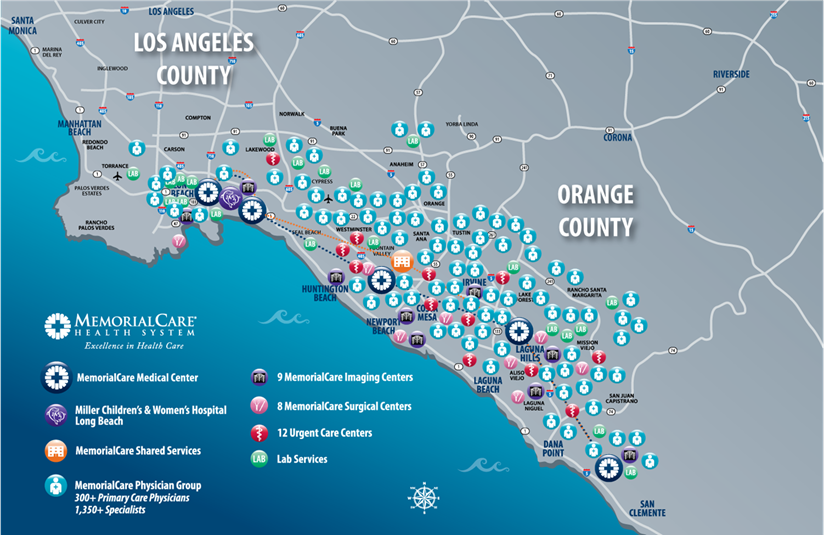 SANTA
MONICA
LOS ANGELES
CULVER CITY
MARINA
DEL REY
INGLEWOOD
LOS ANGELES
COUNTY
RIVERSIDE
COMPTON
NORWALK
BUENA
PARK
YORBA LINDA
CORONA
MANHATTAN
BEACH
REDONDO
BEACH
CARSON
LAKEWOOD
ANAHEIM
TORRANCE
CYPRESS
PALOS VERDES
ESTATES
BEACH
ORANGE
ORANGE
COUNTY
RANCHO
PALOS VERDES
SEAL BEACH
WESTMINSTER
SANTA
ANA
TUSTIN
FOUNTAIN
VALLEY
HUNTINGTON
BEACH
IRVINE
LAKE
FOREST
RANCHO SANTA
MARGARITA
COSTA
MESA
NEWPORT
BEACH
LAGUNA
HILLS
MISSION
VIEJO
LAGUNA
BEACH
ALISO
VIEJO
LAGUNA
NIGUEL
SAN JUAN
CAPISTRANO
DANA
POINT
SAN
CLEMENTE
MEMORIALCARE®
HEALTH SYSTEM
Excellence in Health Care
MemorialCare Medical Center
Miller Children's & Women's Hospital
Long Beach
MemorialCare Shared Services
MemorialCare Physician Group
300+ Primary Care Physicians
1,350+ Specialists
9 MemorialCare Imaging Centers
8 MemorialCare Surgical Centers
12 Urgent Care Centers
LAB Lab Services